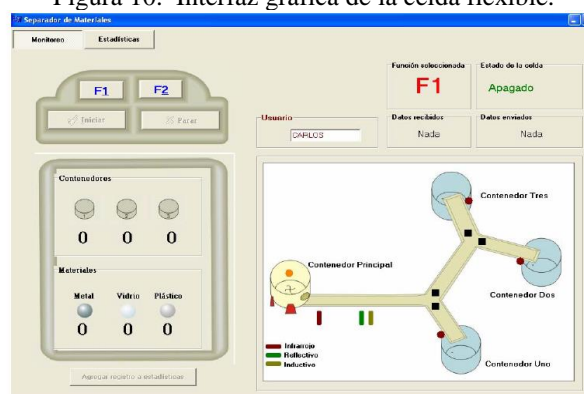 Figura 10. Interfaz gráfica de la celda flexible.
Separador de Materiales
Monitoreo
Estadísticas
F1
F2
Iniciar
Parar
Usuario
CARLOS
Función seleccionada
F1
Estado de la celda
Apagado
Datos recibidos
Nada
Datos enviados
Nada
Contenedores
0 0 0
Materiales
Metal Vidrio Plástico
0 0 0
Agregar registro a estadísticas
Contenedor Tres
Contenedor Principal
Contenedor Dos
Infrarojo
Reflectivo
Inductivo
Contenedor Uno